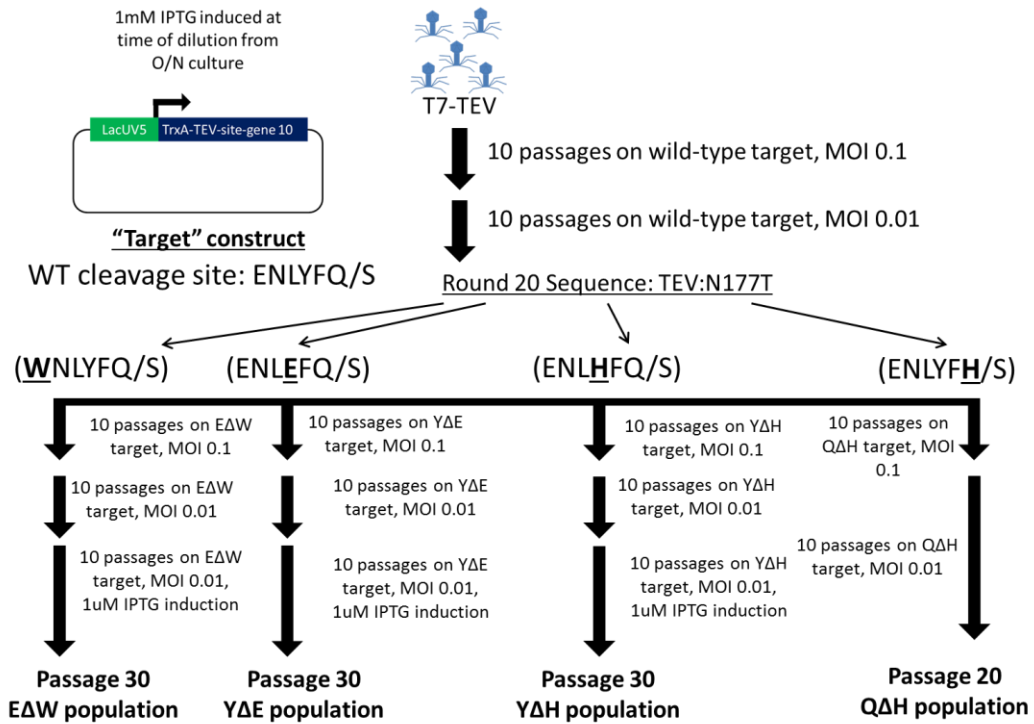 1mM IPTG induced at
time of dilution from
O/N culture
LacUV5
TrxA-TEV-site-gene 10
"Target" construct
WT cleavage site: ENLYFQ/S
T7-TEV
10 passages on wild-type target, MOI 0.1
10 passages on wild-type target, MOI 0.01
Round 20 Sequence: TEV:N177T
(WNLYFQ/S)
(ENLEFQ/S)
(ENLHFQ/S)
(ENLYFH/S)
10 passages on EΔW
target, MOI 0.1
10 passages on EΔW
target, MOI 0.01
10 passages on EΔW
target, MOI 0.01,
1uM IPTG induction
Passage 30
EΔW population
10 passages on YΔE
target, MOI 0.1
10 passages on YΔE
target, MOI 0.01
10 passages on YΔE
target, MOI 0.01,
1uM IPTG induction
Passage 30
YΔE population
10 passages on YΔH
target, MOI 0.1
10 passages on YΔH
target, MOI 0.01
10 passages on YΔH
target, MOI 0.01,
1uM IPTG induction
Passage 30
YΔH population
10 passages on
QΔH target, MOI
0.1
10 passages on QΔH
target, MOI 0.01
Passage 20
QΔH population